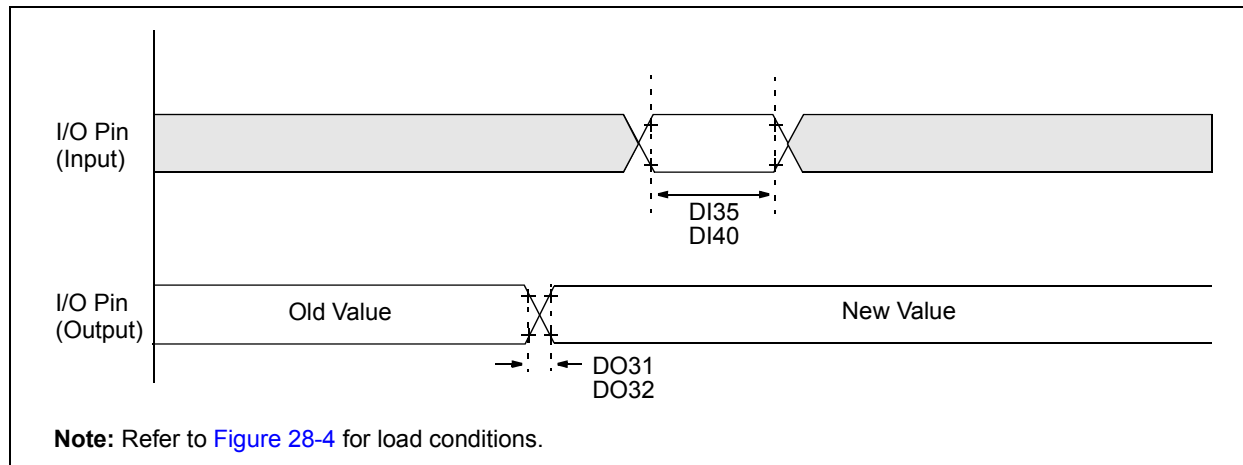 I/O Pin
(Input)
DI35
DI40
I/O Pin
(Output)
Old Value
New Value
DO31
DO32
Note: Refer to Figure 28-4 for load conditions.